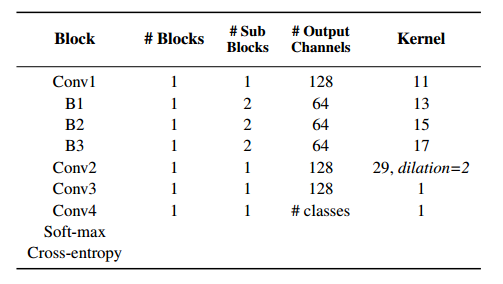 Block # Blocks # Sub Blocks # Output Channels Kernel
Conv1 1 1 128 11
B1 1 2 64 13
B2 1 2 64 15
B3 1 2 64 17
Conv2 1 1 128 29, dilation=2
Conv3 1 1 128 1
Conv4 1 1 # classes 1
Soft-max
Cross-entropy